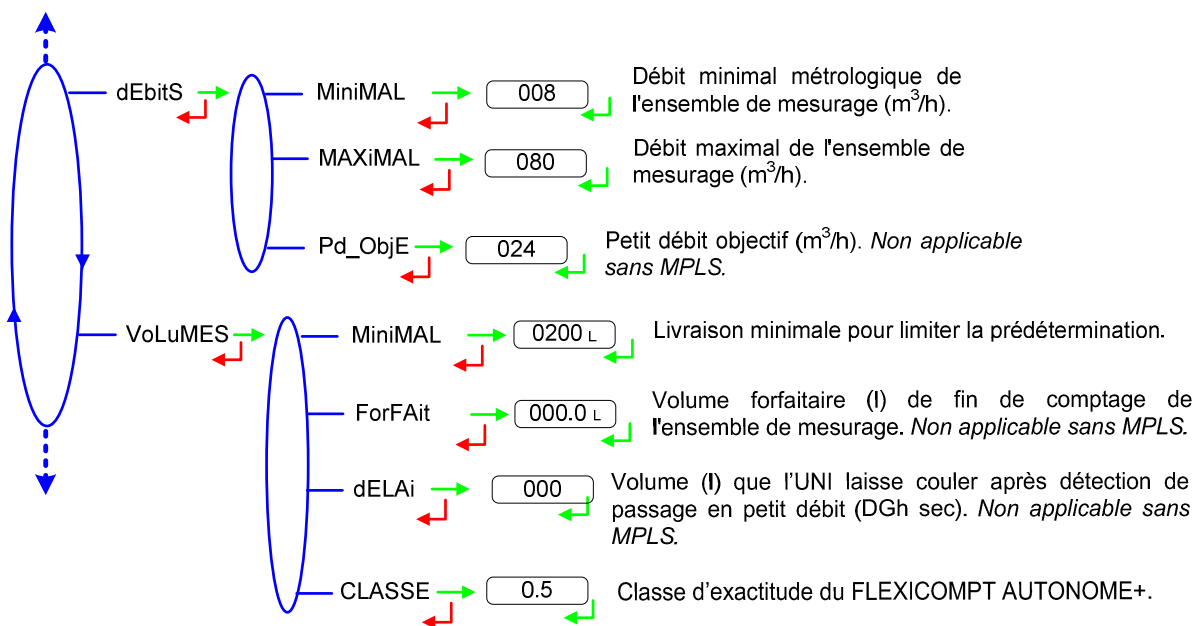 dEbitS
MiniMAL
008
Débit minimal métrologique de
l'ensemble de mesurage (m³/h).
MAXiMAL
080
Débit maximal de l'ensemble de
mesurage (m³/h).
Pd_ObjE
024
Petit débit objectif (m³/h). Non applicable
sans MPLS.
VoLuMES
MiniMAL
0200 L
Livraison minimale pour limiter la prédétermination.
ForFAit
000.0 L
Volume forfaitaire (l) de fin de comptage de
l'ensemble de mesurage. Non applicable sans MPLS.
dELAi
000
Volume (l) que l'UNI laisse couler après détection de
passage en petit débit (DGh sec). Non applicable sans
MPLS.
CLASSE
0.5
Classe d'exactitude du FLEXICOMPT AUTONOME+.